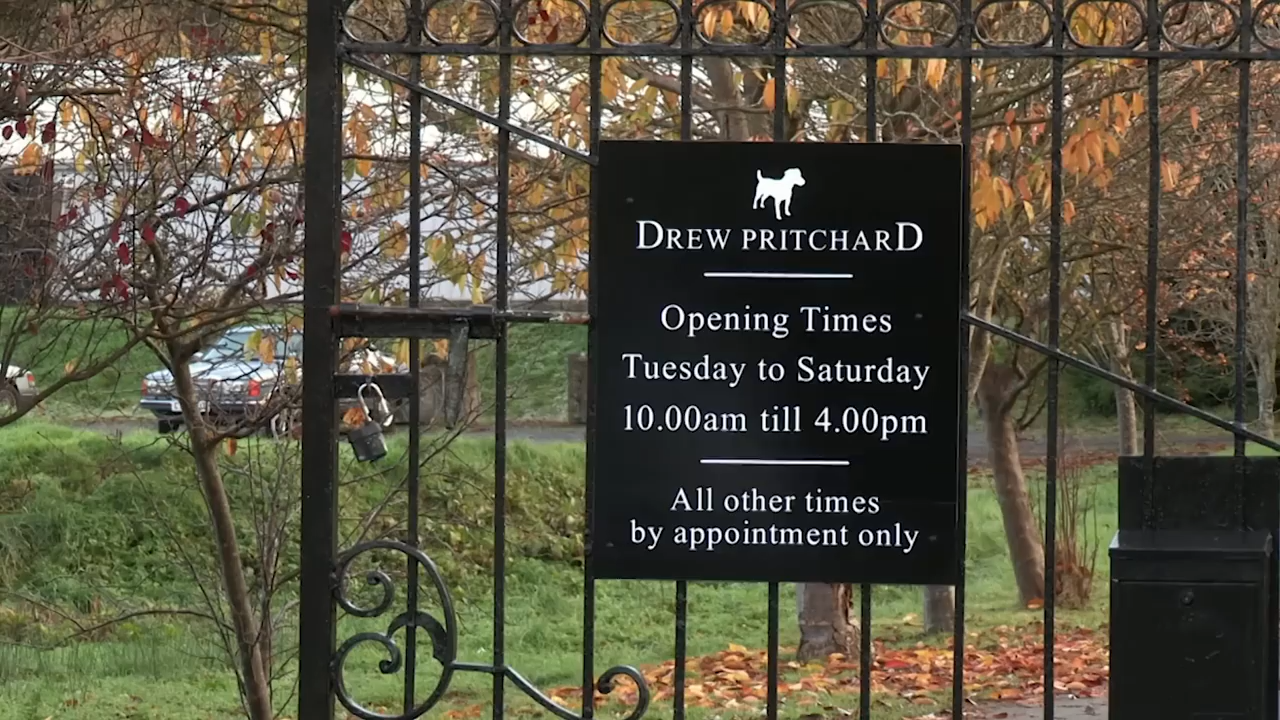 DREW PRITCHARD
Opening Times
Tuesday to Saturday
10.00am till 4.00pm
All other times
by appointment only